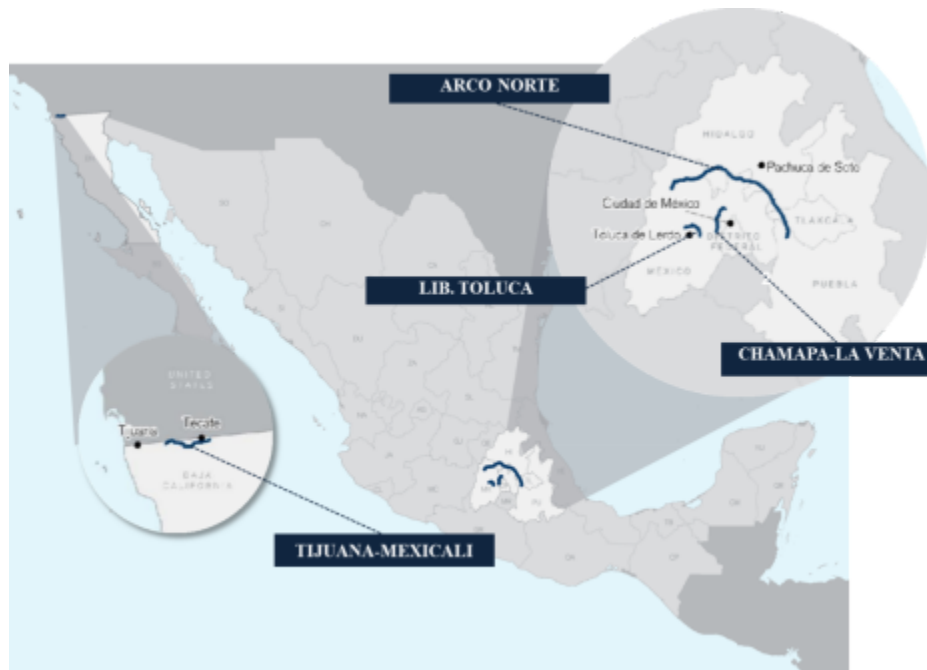 ARCO NORTE
HIDALGO
Pachuca de Soto
Ciudad de México
TLAXCALA
Toluca de Lerdo
DISTRITO
FEDERAL
MÉXICO
LIB. TOLUCA
PUEBLA
CHAMAPA-LA VENTA
UNITED
STATES
Tijuana
Tecate
BAJA
CALIFORNIA
TIJUANA-MEXICALI